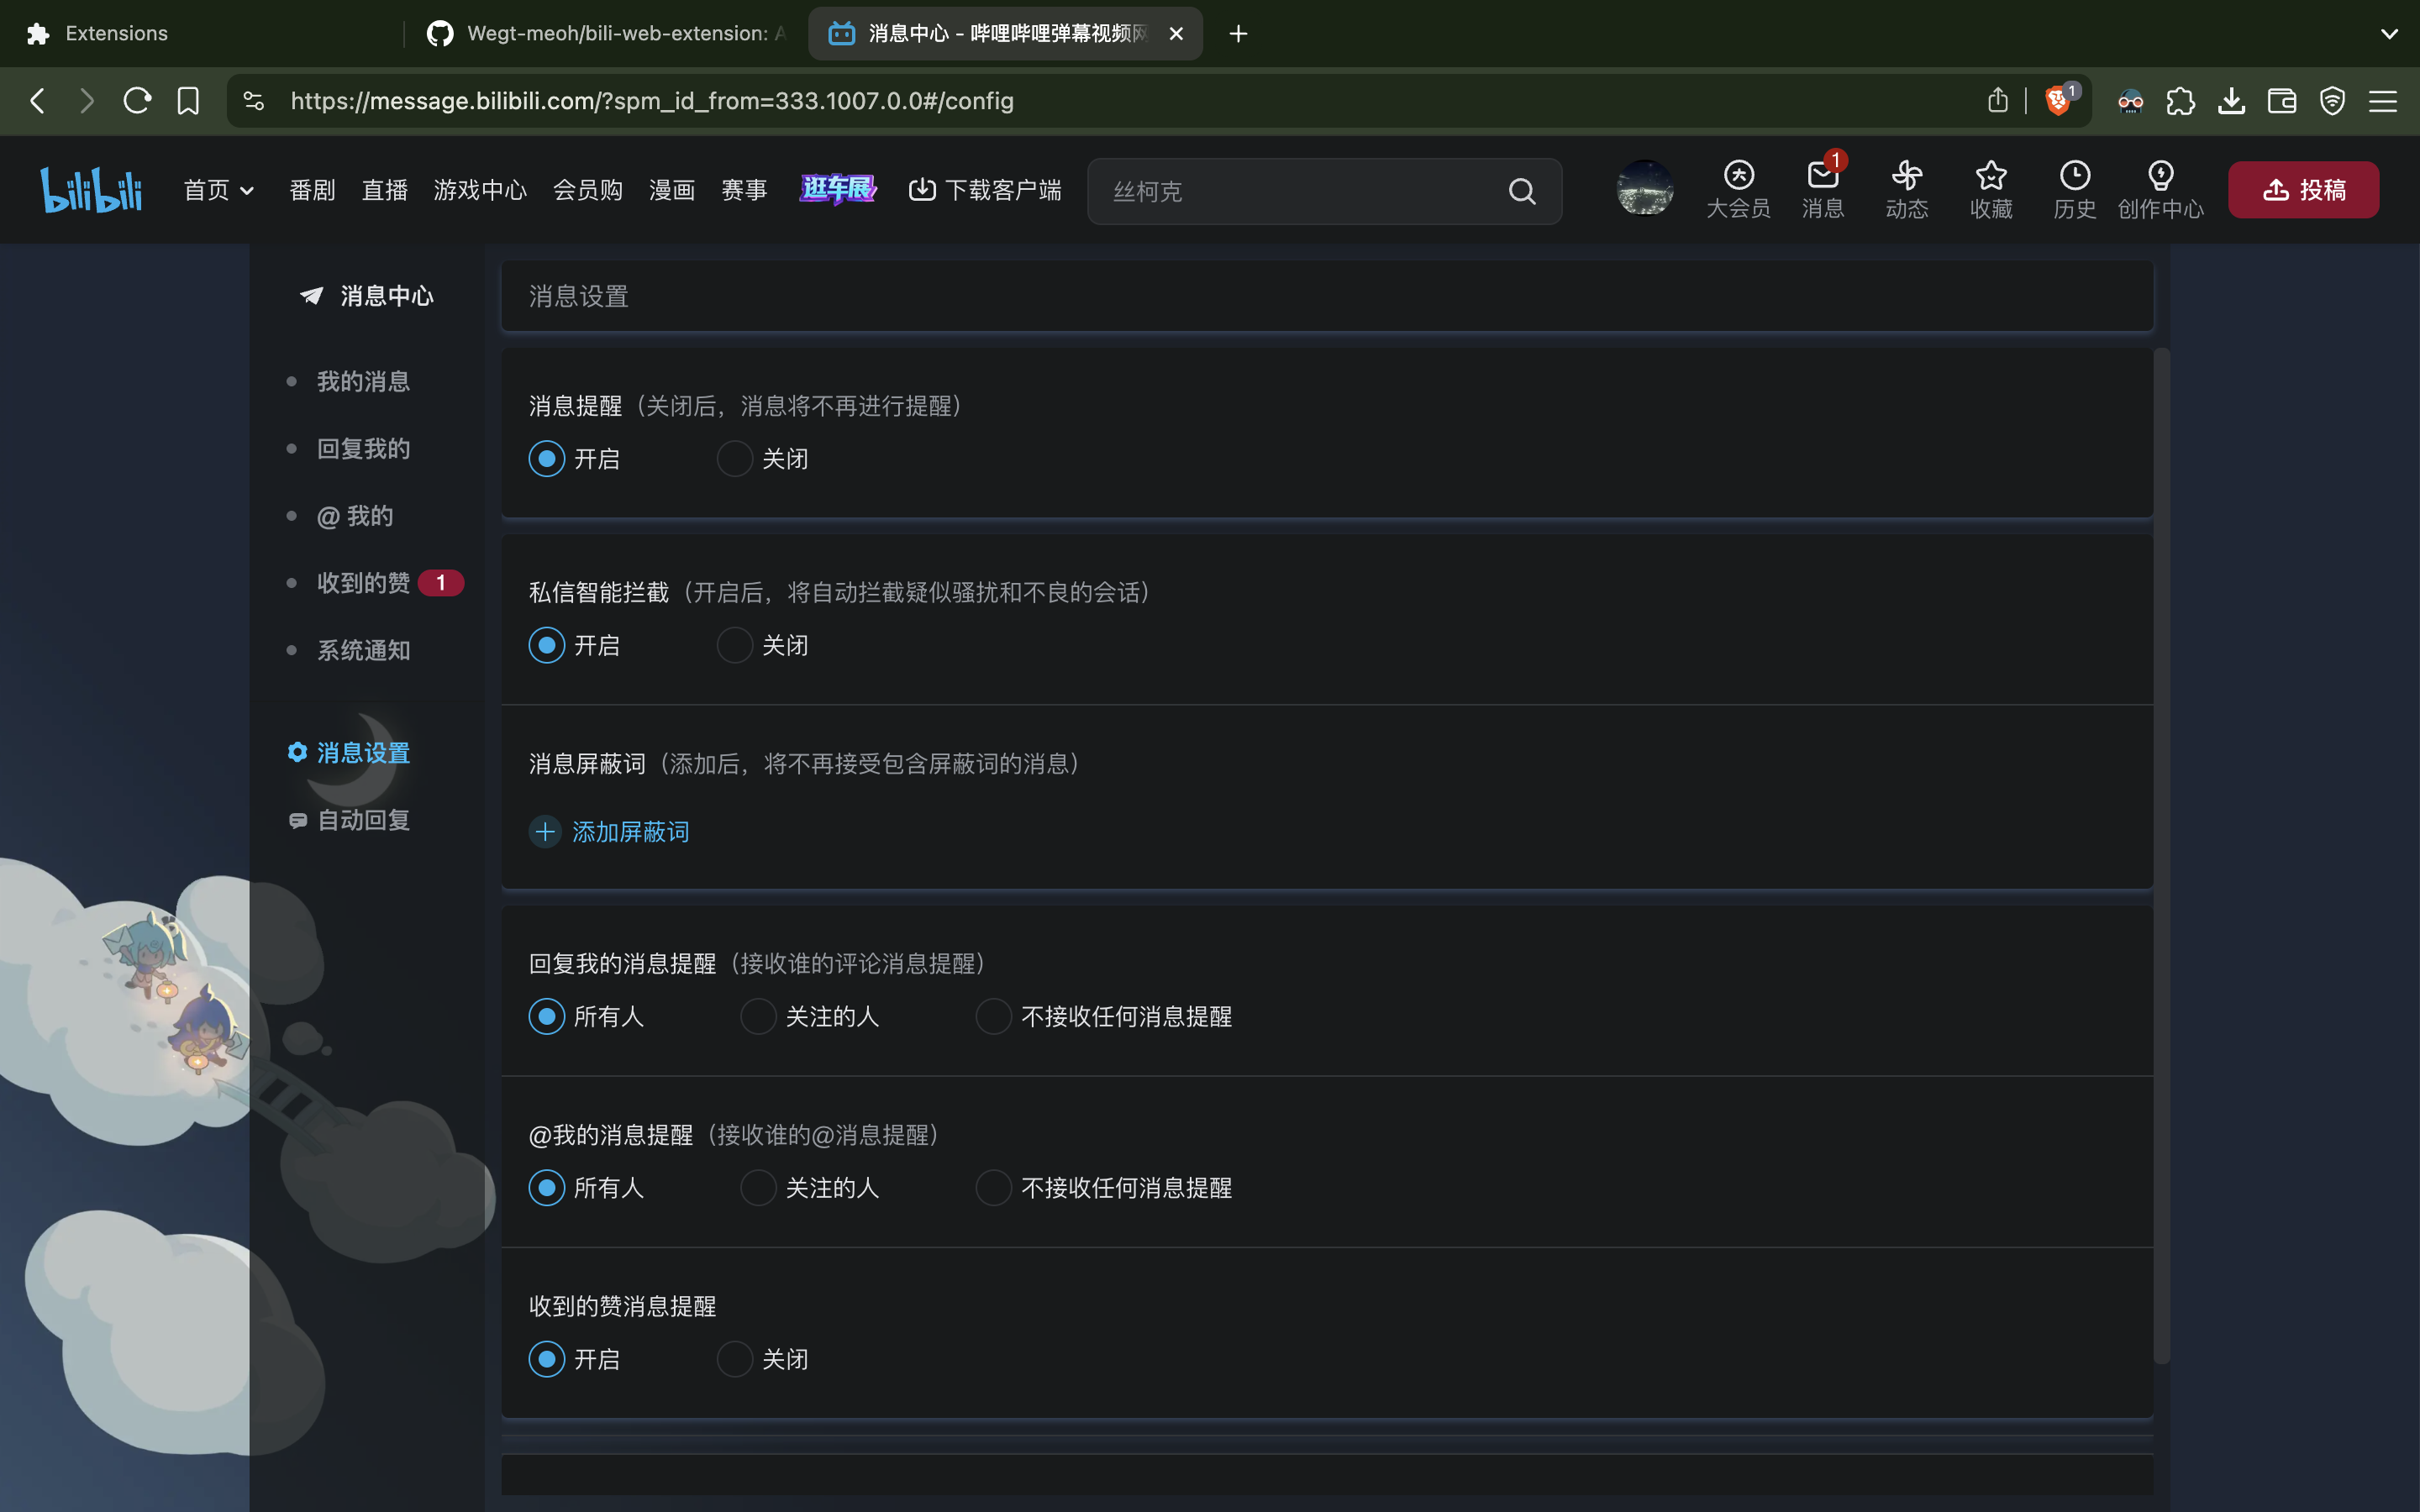 Extensions
Wegt-meoh/bili-web-extension: A
消息中心 - 哔哩哔哩弹幕视频网
https://message.bilibili.com/?spm_id_from=333.1007.0.0#/config
1
bilibili
首页
番剧
直播
游戏中心
会员购
漫画
赛事
逛车展
下载客户端
丝柯克
大会员
1
消息
动态
收藏
历史
创作中心
投稿
消息中心
我的消息
回复我的
@ 我的
收到的赞 1
系统通知
消息设置
自动回复
消息设置
消息提醒（关闭后，消息将不再进行提醒）
开启 关闭
私信智能拦截（开启后，将自动拦截疑似骚扰和不良的会话）
开启 关闭
消息屏蔽词（添加后，将不再接受包含屏蔽词的消息）
添加屏蔽词
回复我的消息提醒（接收谁的评论消息提醒）
所有人 关注的人 不接收任何消息提醒
@我的消息提醒（接收谁的@消息提醒）
所有人 关注的人 不接收任何消息提醒
收到的赞消息提醒
开启 关闭